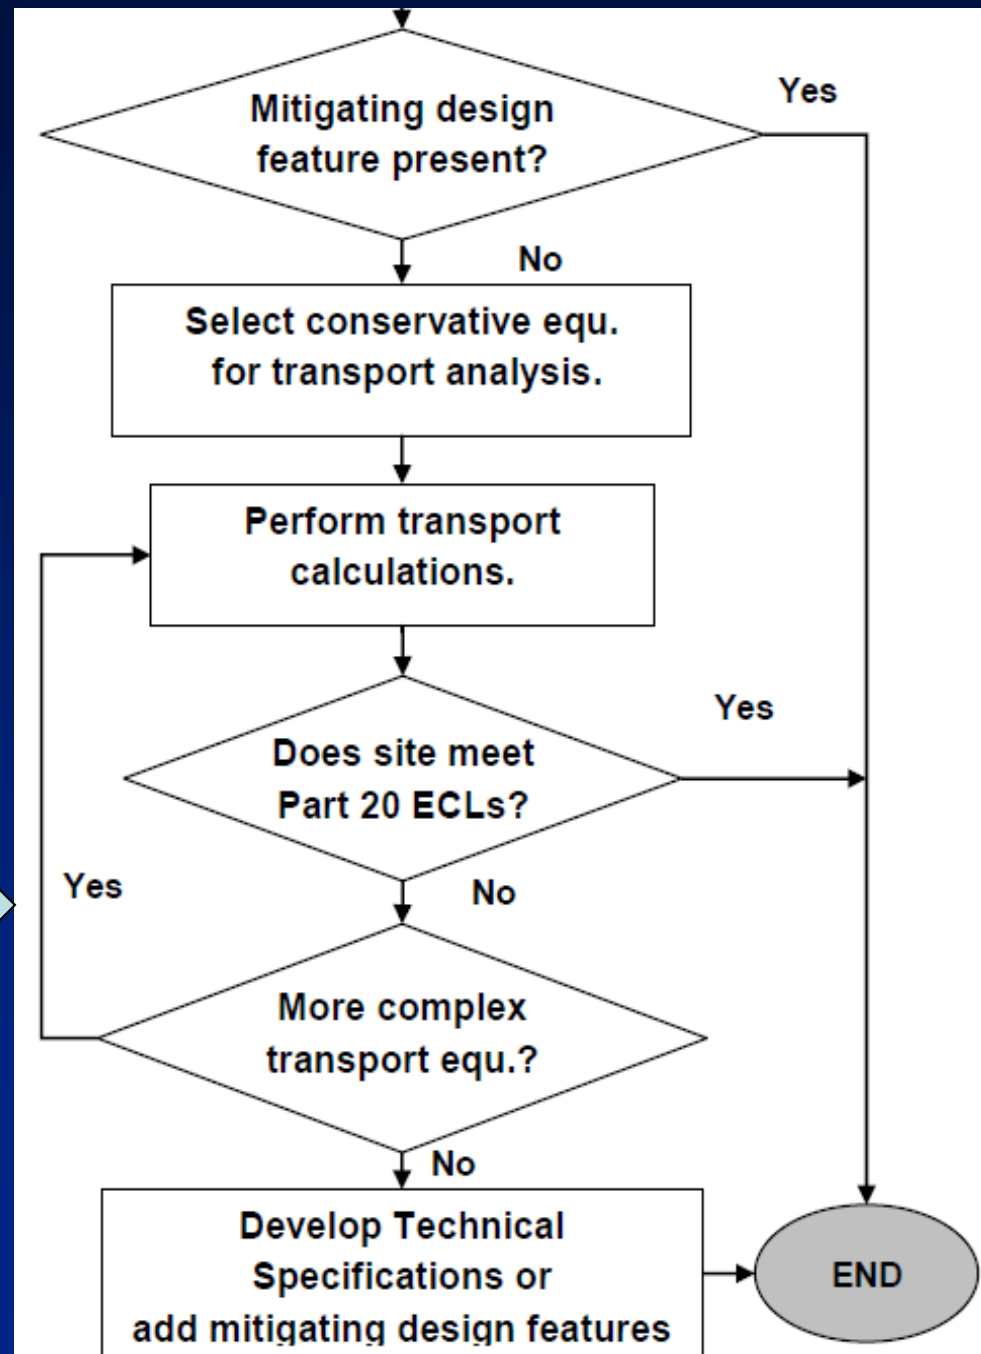 Mitigating design
feature present?
Yes
No
Select conservative equ.
for transport analysis.
Perform transport
calculations.
Does site meet
Part 20 ECLs?
Yes
Yes
No
More complex
transport equ.?
No
Develop Technical
Specifications or
add mitigating design features
END